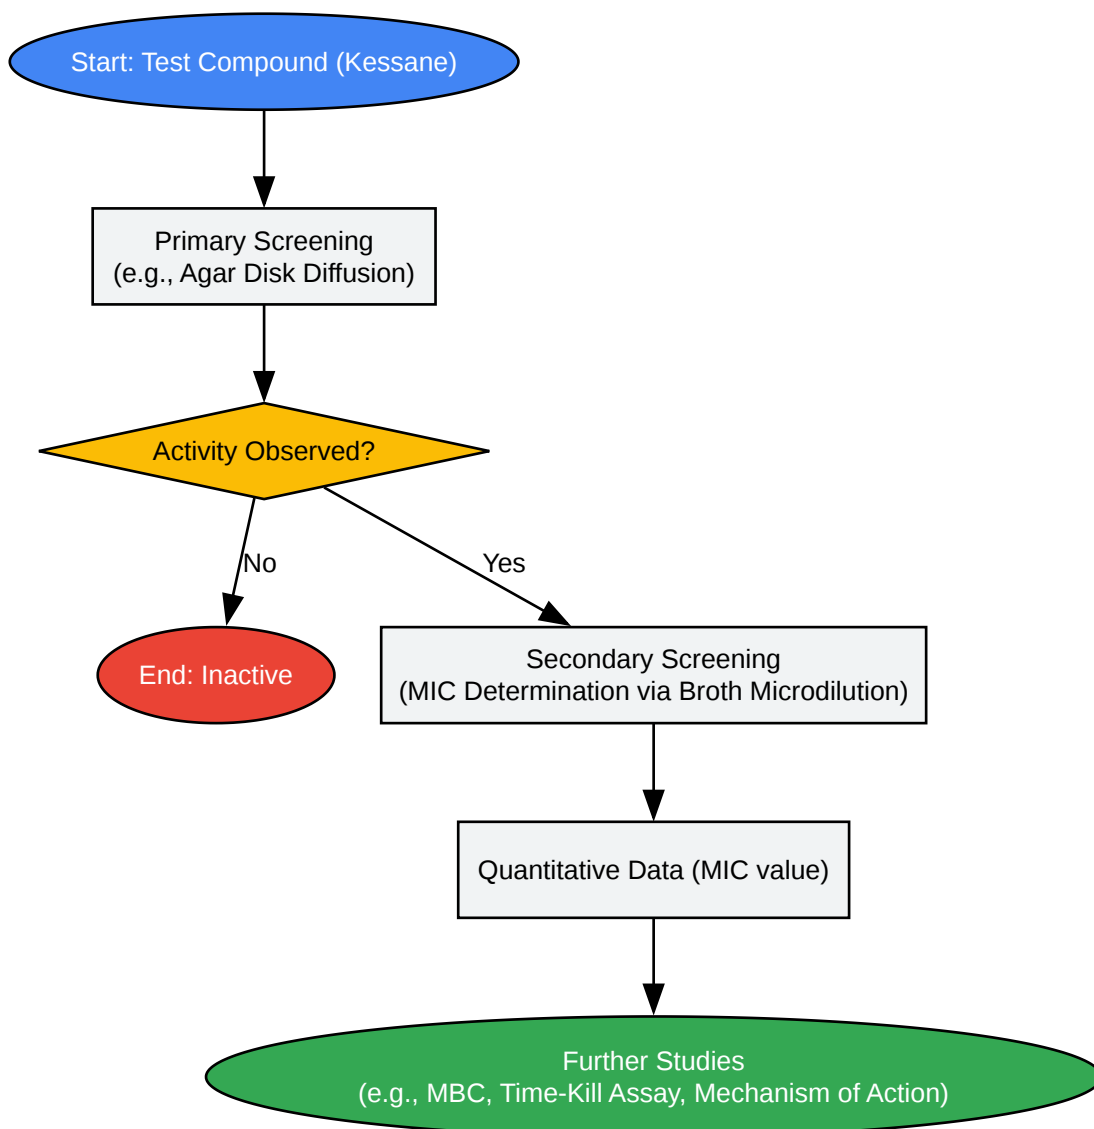 Start: Test Compound (Kessane)
Primary Screening
(e.g., Agar Disk Diffusion)
Activity Observed?
No
Yes
End: Inactive
Secondary Screening
(MIC Determination via Broth Microdilution)
Quantitative Data (MIC value)
Further Studies
(e.g., MBC, Time-Kill Assay, Mechanism of Action)